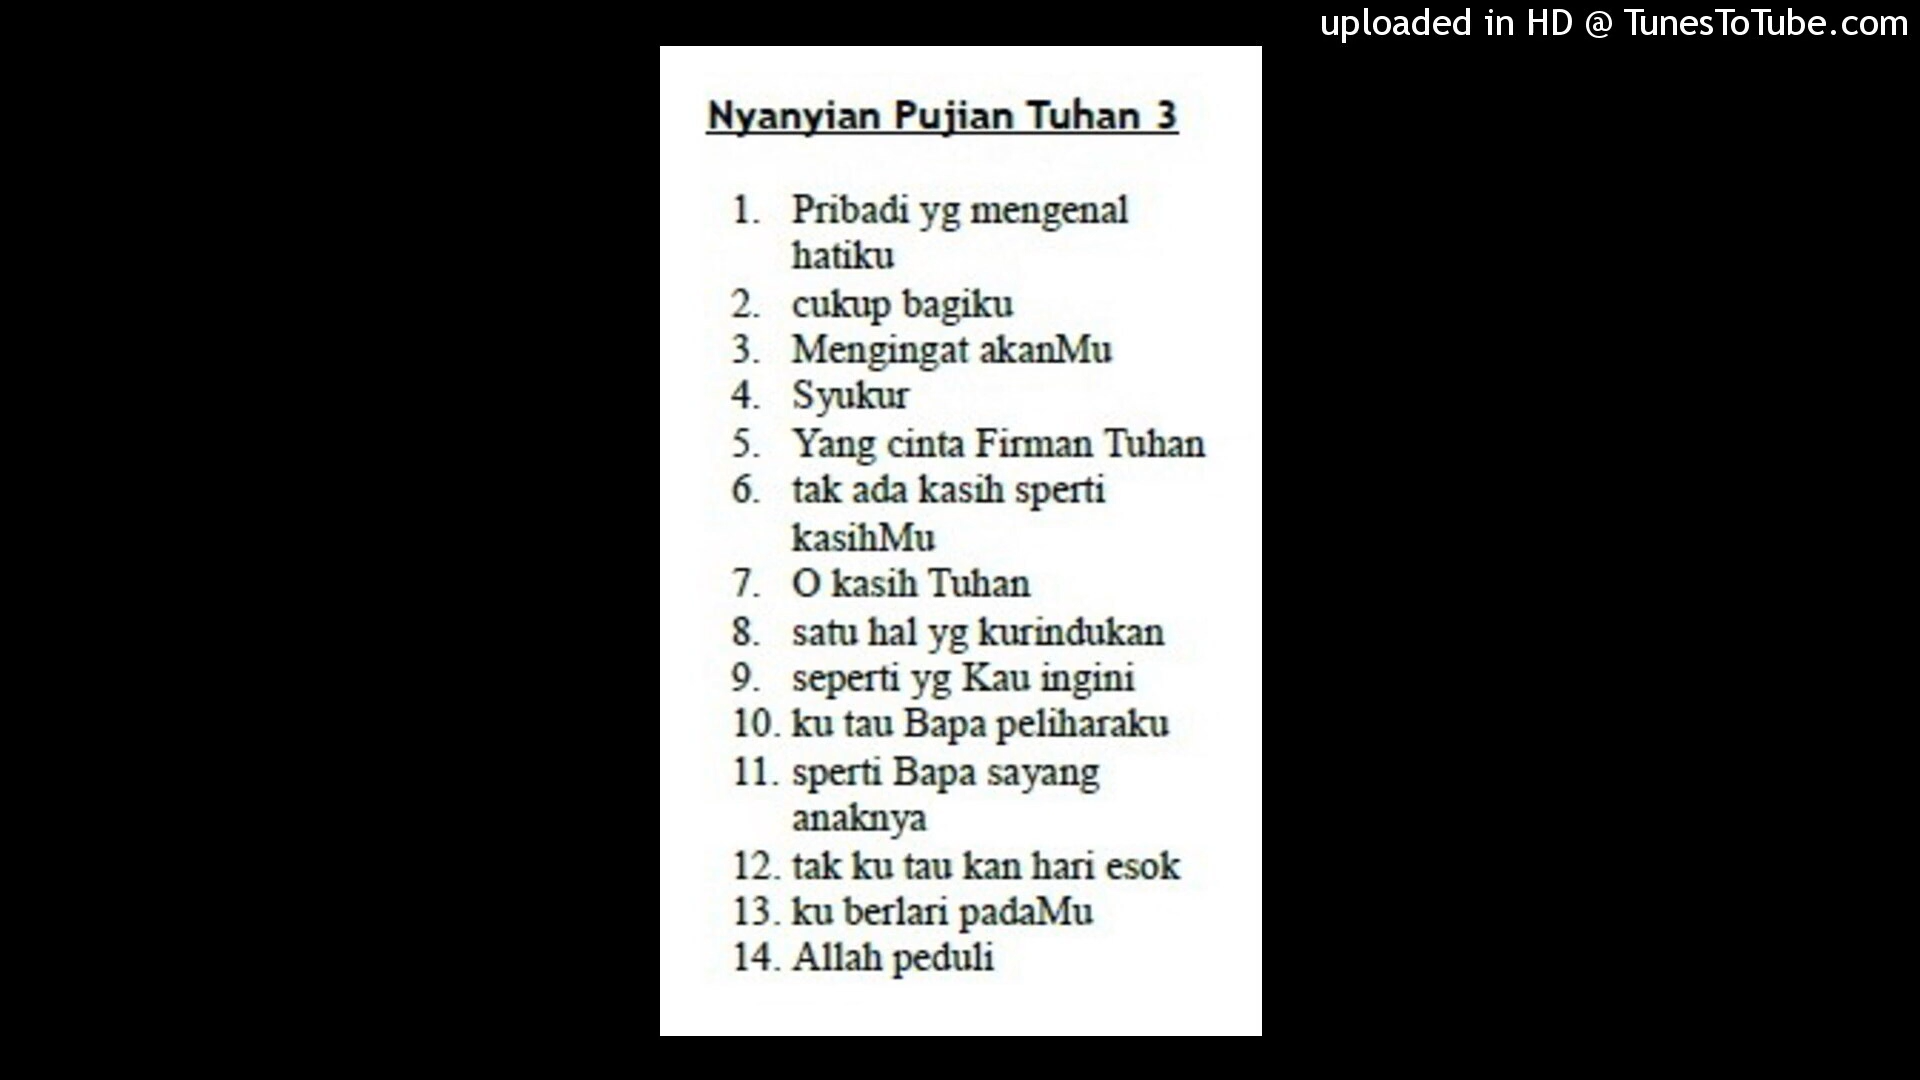 uploaded in HD @ TunesToTube.com
Nyanyian Pujian Tuhan 3
1. Pribadi yg mengenal
hatiku
2. cukup bagiku
3. Mengingat akanMu
4. Syukur
5. Yang cinta Firman Tuhan
6. tak ada kasih sperti
kasihMu
7. O kasih Tuhan
8. satu hal yg kurindukan
9. seperti yg Kau ingini
10. ku tau Bapa peliharaku
11. sperti Bapa sayang
anaknya
12. tak ku tau kan hari esok
13. ku berlari padaMu
14. Allah peduli